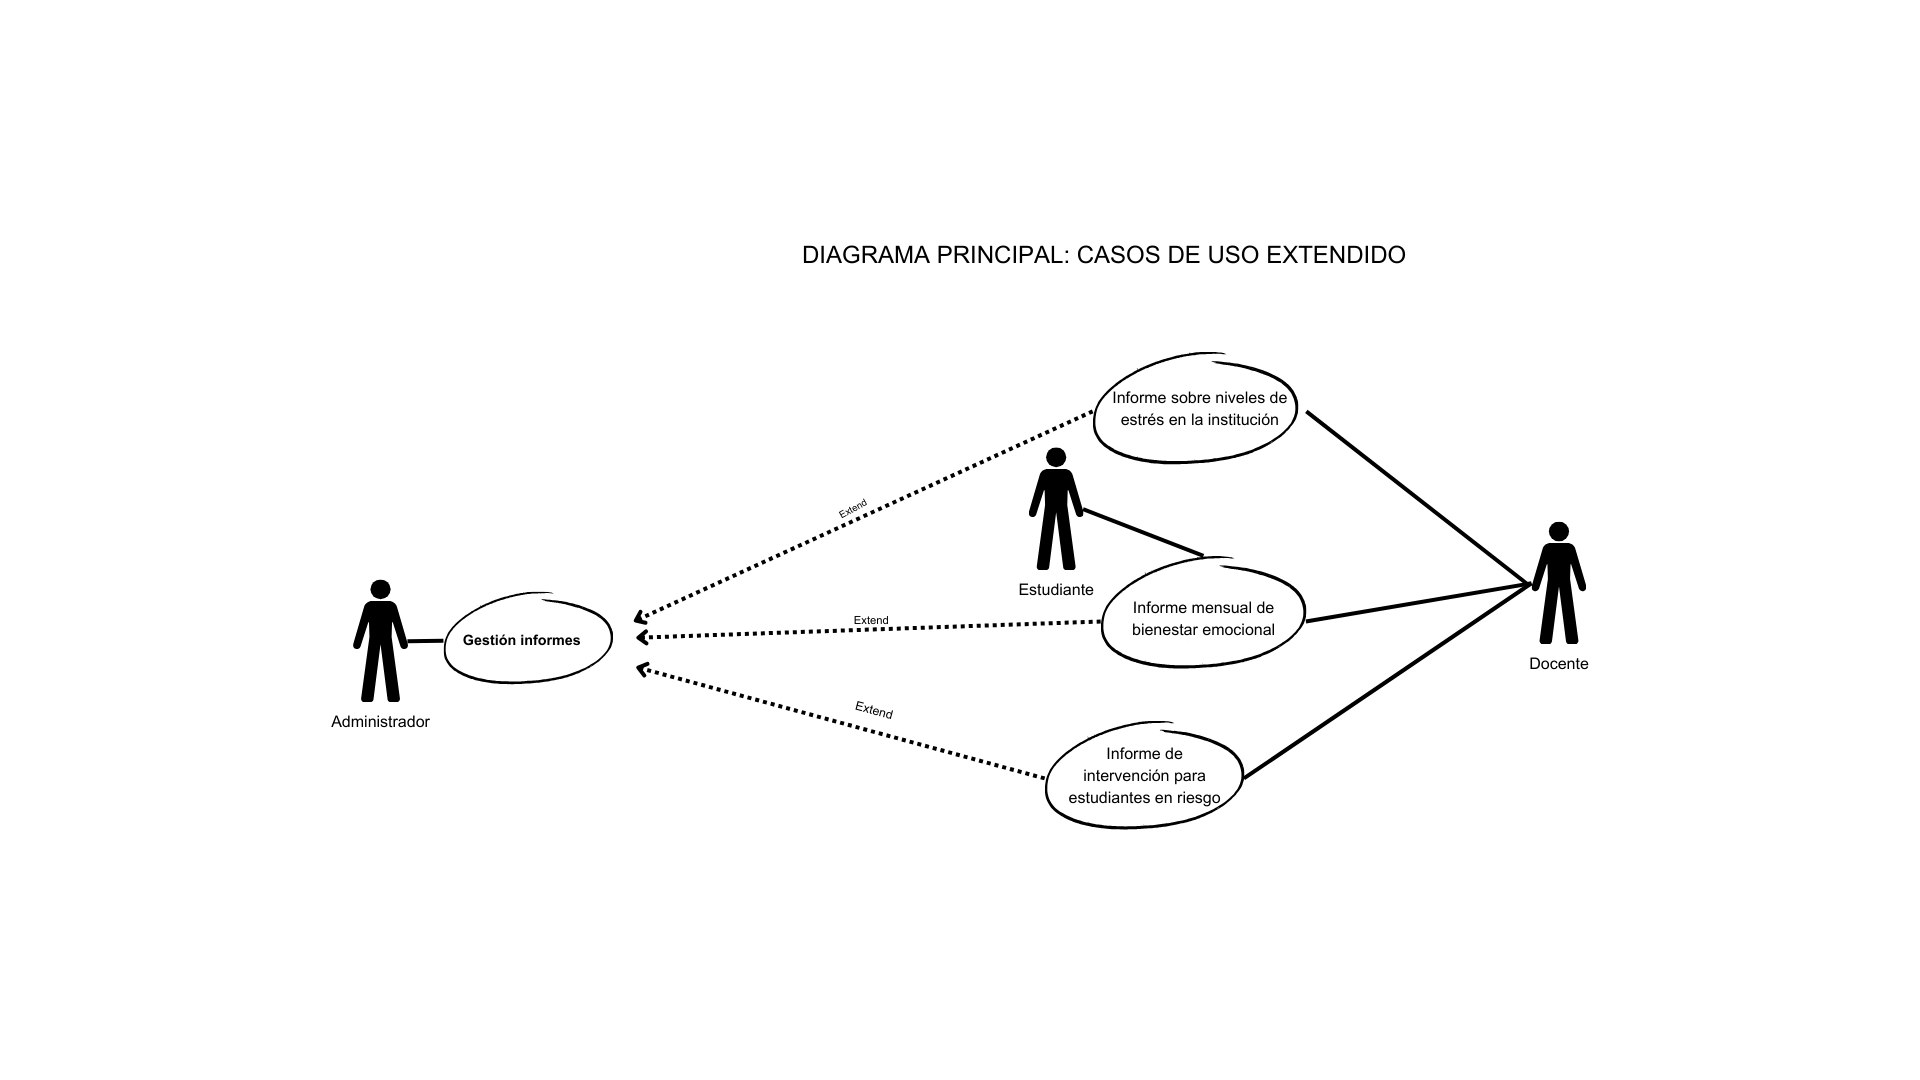 DIAGRAMA PRINCIPAL: CASOS DE USO EXTENDIDO
Informe sobre niveles de
estrés en la institución
Extend
Estudiante
Informe mensual de
bienestar emocional
Extend
Gestión informes
Docente
Extend
Administrador
Informe de
intervención para
estudiantes en riesgo